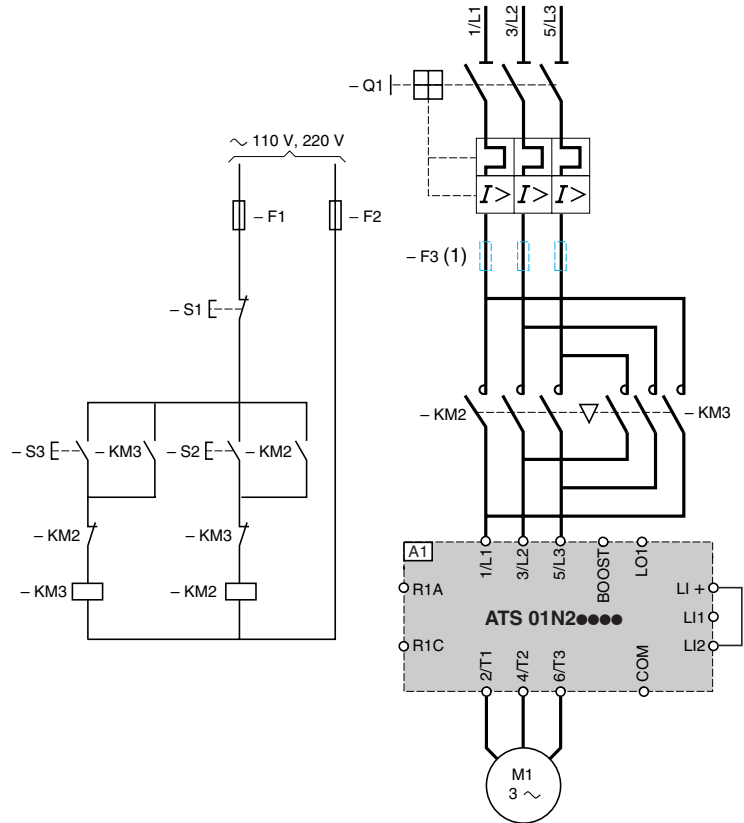 1/L1
3/L2
5/L3
– Q1
I> I> I>
– F3 (1)
∼ 110 V, 220 V
– F1
– F2
– S1
– S3
– KM3
– S2
– KM2
– KM2
– KM3
– KM3
– KM2
– KM2
– KM3
A1
1/L1
3/L2
5/L3
BOOST
LO1
R1A
R1C
ATS 01N2●●●●
LI +
LI1
LI2
2/T1
4/T2
6/T3
COM
M1
3 ∼